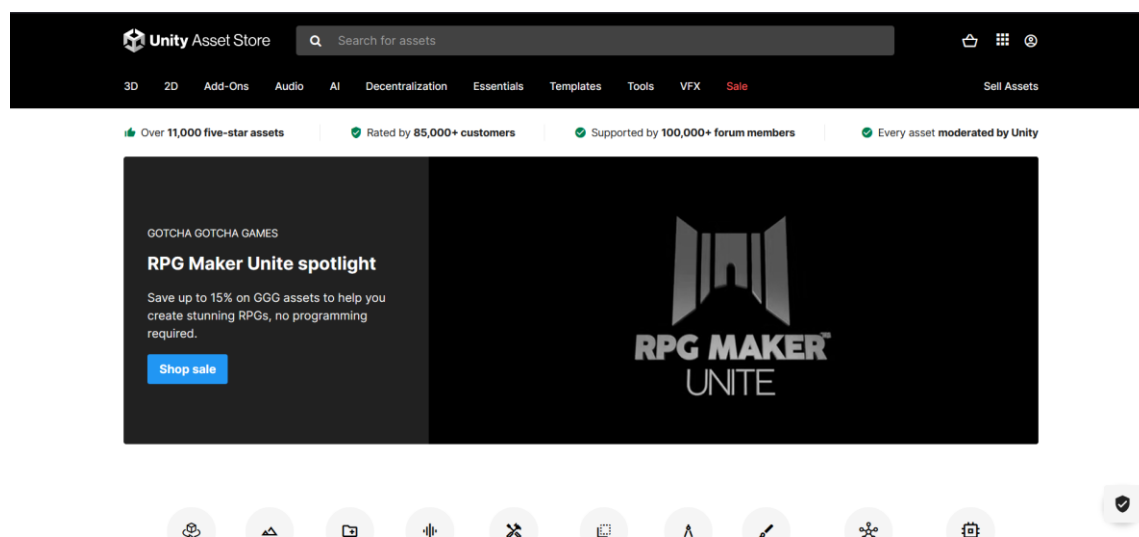 Unity Asset Store
Search for assets
3D 2D Add-Ons Audio AI Decentralization Essentials Templates Tools VFX Sale Sell Assets
Over 11,000 five-star assets Rated by 85,000+ customers Supported by 100,000+ forum members Every asset moderated by Unity
GOTCHA GOTCHA GAMES
RPG Maker Unite spotlight
Save up to 15% on GGG assets to help you
create stunning RPGs, no programming
required.
Shop sale
RPG MAKER™
UNITE